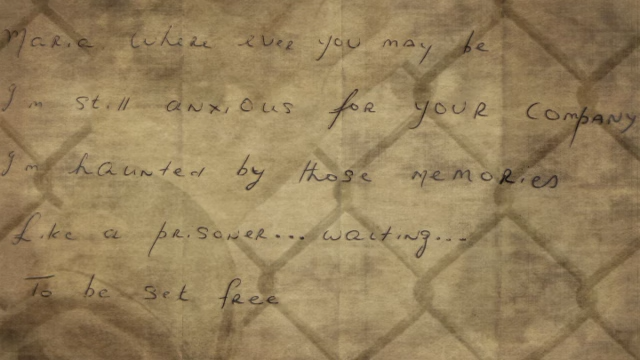 Maria where ever you may be
I'm still anxious for your company
I'm haunted by those memories
Like a prisoner... waiting...
To be set free